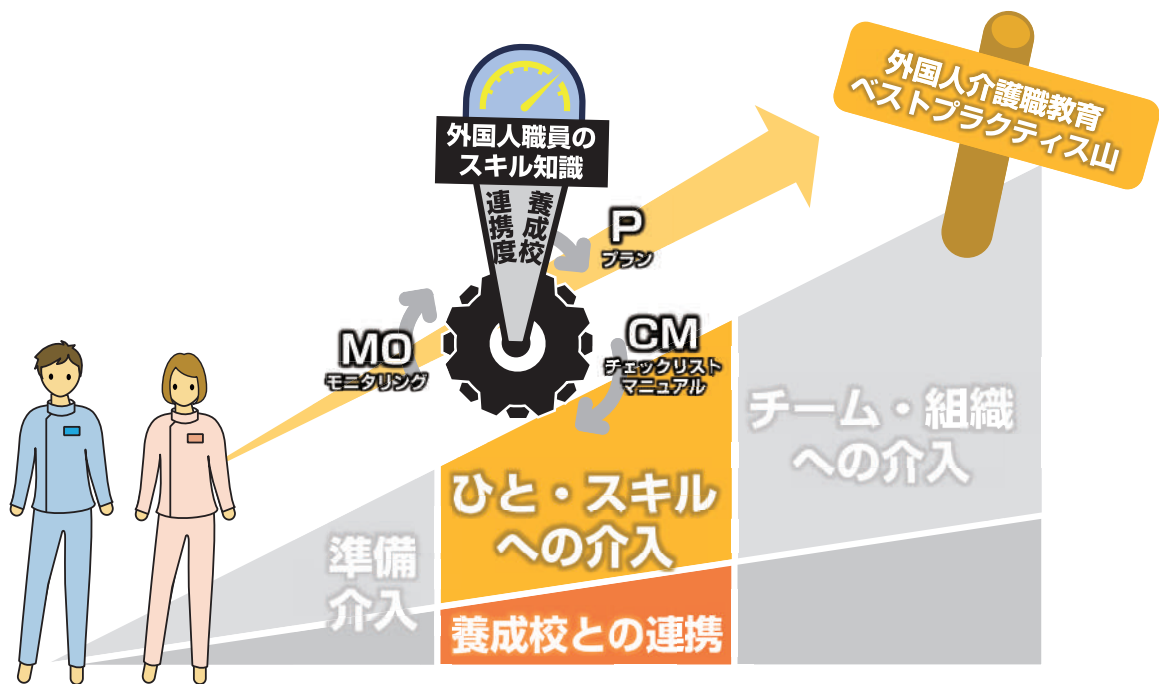 外国人介護職教育
ベストプラクティス山
外国人職員の
スキル知識
養成校
連携度
P
プラン
MO
モニタリング
CM
チェックリスト
マニュアル
チーム・組織
への介入
ひと・スキル
への介入
準備
介入
養成校との連携